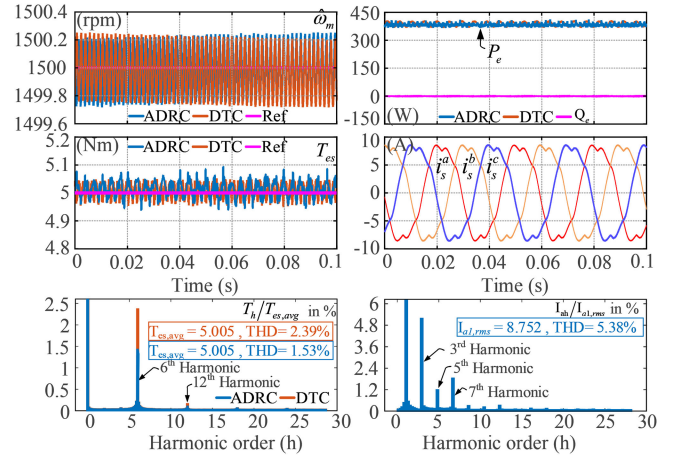 (rpm) ω̂m
1500.4
1500.2
1500
1499.8
1499.6
ADRC DTC Ref
450
300
150
0
-150
Pe
(W) ADRC DTC Qe
(Nm) ADRC DTC Ref
Tes
5.2
5.1
5
4.9
4.8
0 0.02 0.04 0.06 0.08 0.1
Time (s)
(A)
10
5
0
-5
-10
isa isb isc
0 0.02 0.04 0.06 0.08 0.1
Time (s)
Th/Tes,avg in %
2.5
2
1.5
1
0.5
0
Tes,avg = 5.005 , THD=2.39%
Tes,avg = 5.005 , THD=1.53%
6th Harmonic
12th Harmonic
ADRC DTC
0 5 10 15 20 25 30
Harmonic order (h)
Iah/Ia1,rms in %
6
4.8
3.6
2.4
1.2
0
Ia1,rms = 8.752 , THD=5.38%
3rd Harmonic
5th Harmonic
7th Harmonic
0 5 10 15 20 25 30
Harmonic order (h)